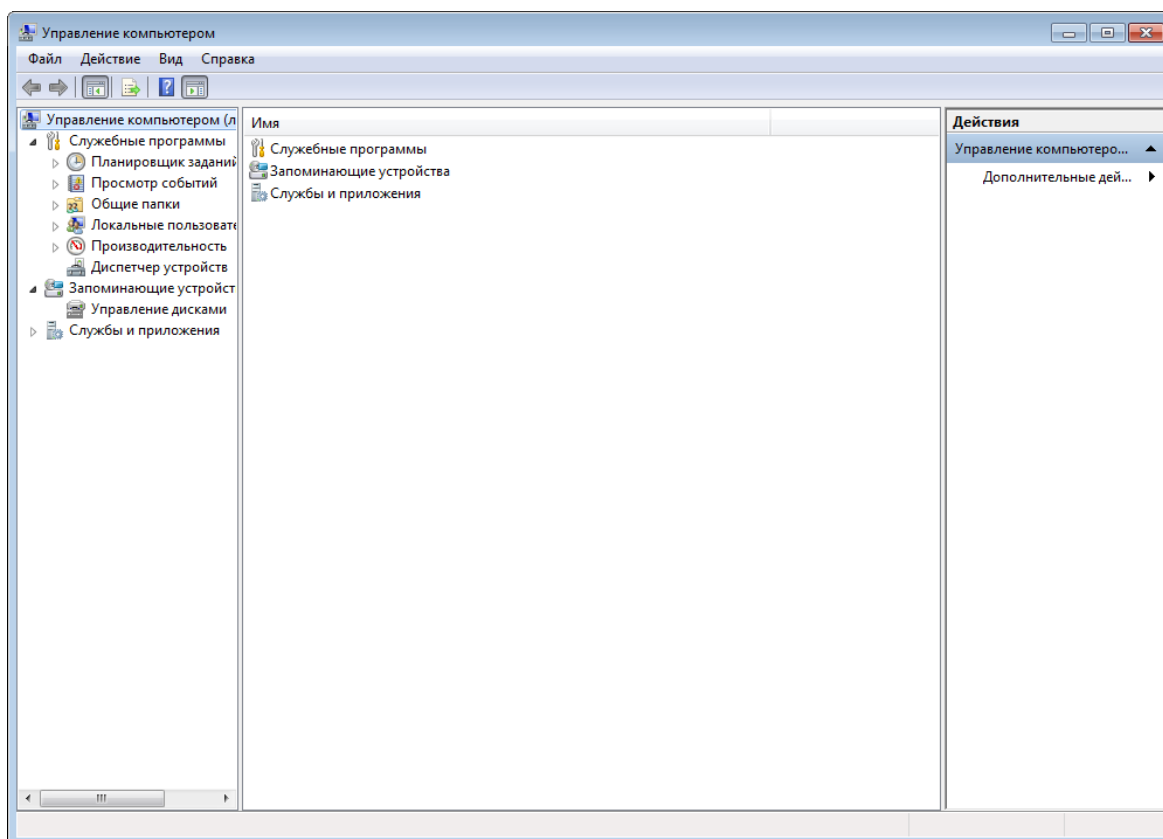 Управление компьютером
Файл Действие Вид Справка
Управление компьютером (л
Служебные программы
Планировщик заданий
Просмотр событий
Общие папки
Локальные пользовате
Производительность
Диспетчер устройств
Запоминающие устройст
Управление дисками
Службы и приложения
Имя
Служебные программы
Запоминающие устройства
Службы и приложения
Действия
Управление компьютеро...
Дополнительные дей...